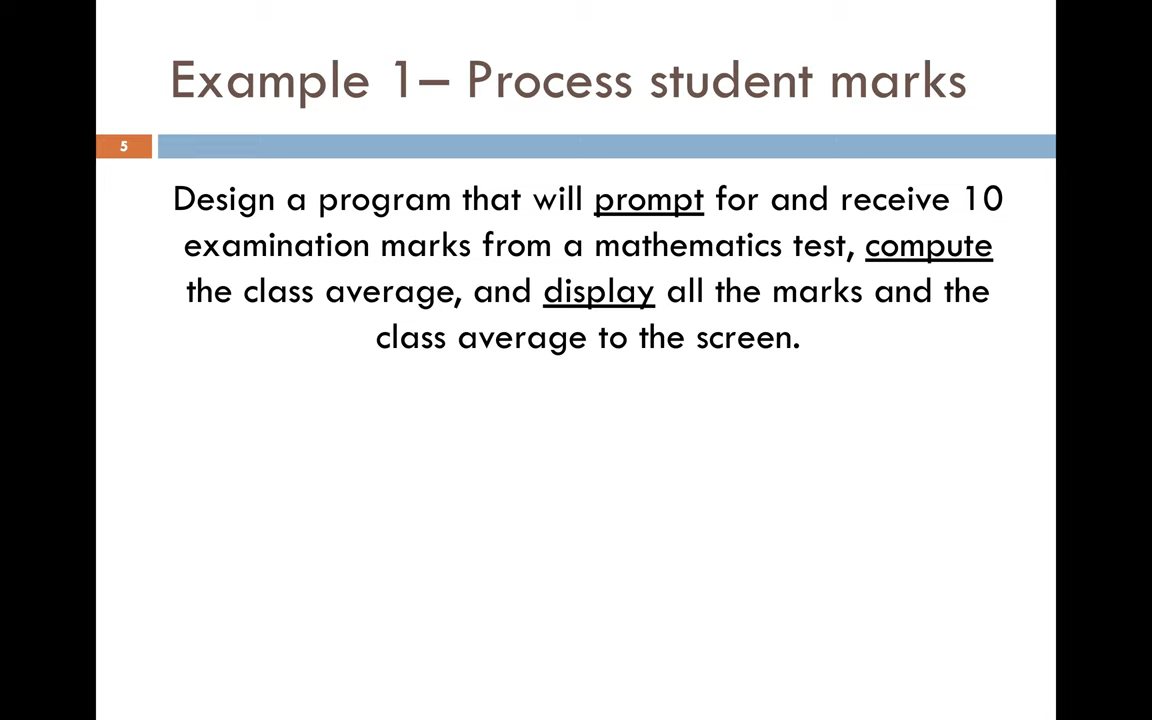 Example 1– Process student marks
5
Design a program that will prompt for and receive 10
examination marks from a mathematics test, compute
the class average, and display all the marks and the
class average to the screen.